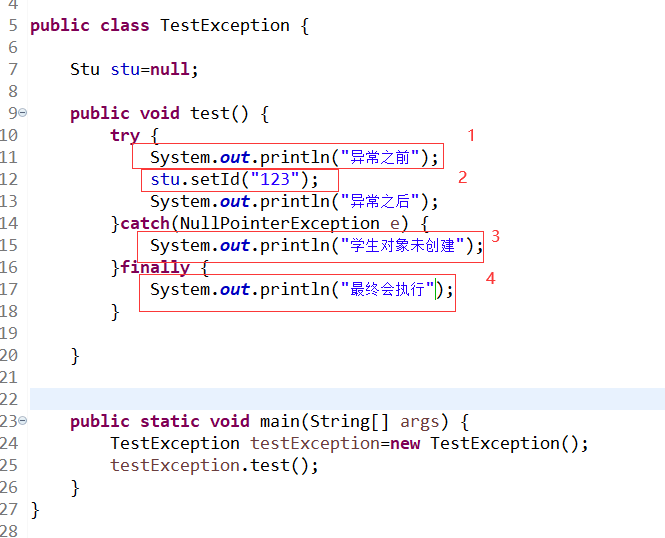 4
5 public class TestException {
6
7 Stu stu=null;
8
9 public void test() {
10 try { 1
11 System.out.println("异常之前");
12 stu.setId("123"); 2
13 System.out.println("异常之后");
14 }catch(NullPointerException e) {
15 System.out.println("学生对象未创建"); 3
16 }finally {
17 System.out.println("最终会执行"); 4
18 }
19
20 }
21
22
23 public static void main(String[] args) {
24 TestException testException=new TestException();
25 testException.test();
26 }
27 }
28